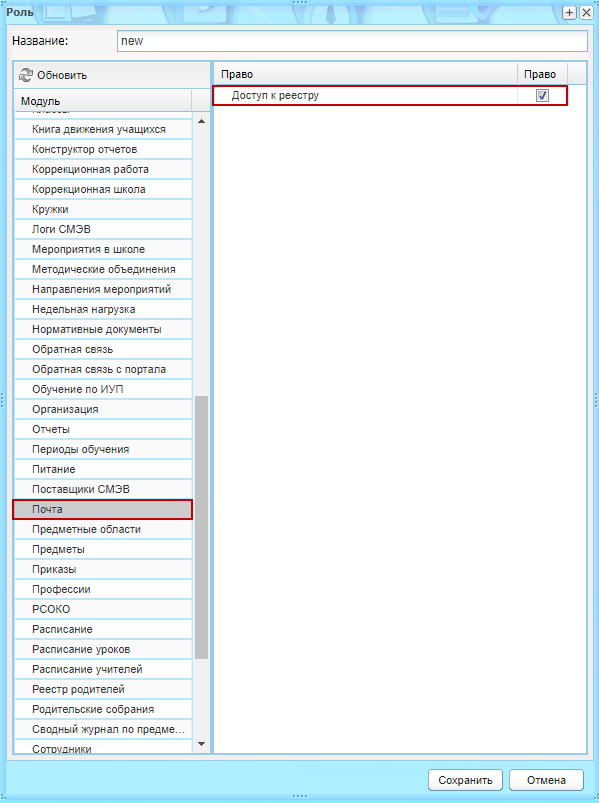 Роль
Название: new
Обновить
Модуль
Классы
Книга движения учащихся
Конструктор отчетов
Коррекционная работа
Коррекционная школа
Кружки
Логи СМЭВ
Мероприятия в школе
Методические объединения
Направления мероприятий
Недельная нагрузка
Нормативные документы
Обратная связь
Обратная связь с портала
Обучение по ИУП
Организация
Отчеты
Периоды обучения
Питание
Поставщики СМЭВ
Почта
Предметные области
Предметы
Приказы
Профессии
РСОКО
Расписание
Расписание уроков
Расписание учителей
Реестр родителей
Родительские собрания
Сводный журнал по предме...
Сотрудники
Право Право
Доступ к реестру
Сохранить Отмена